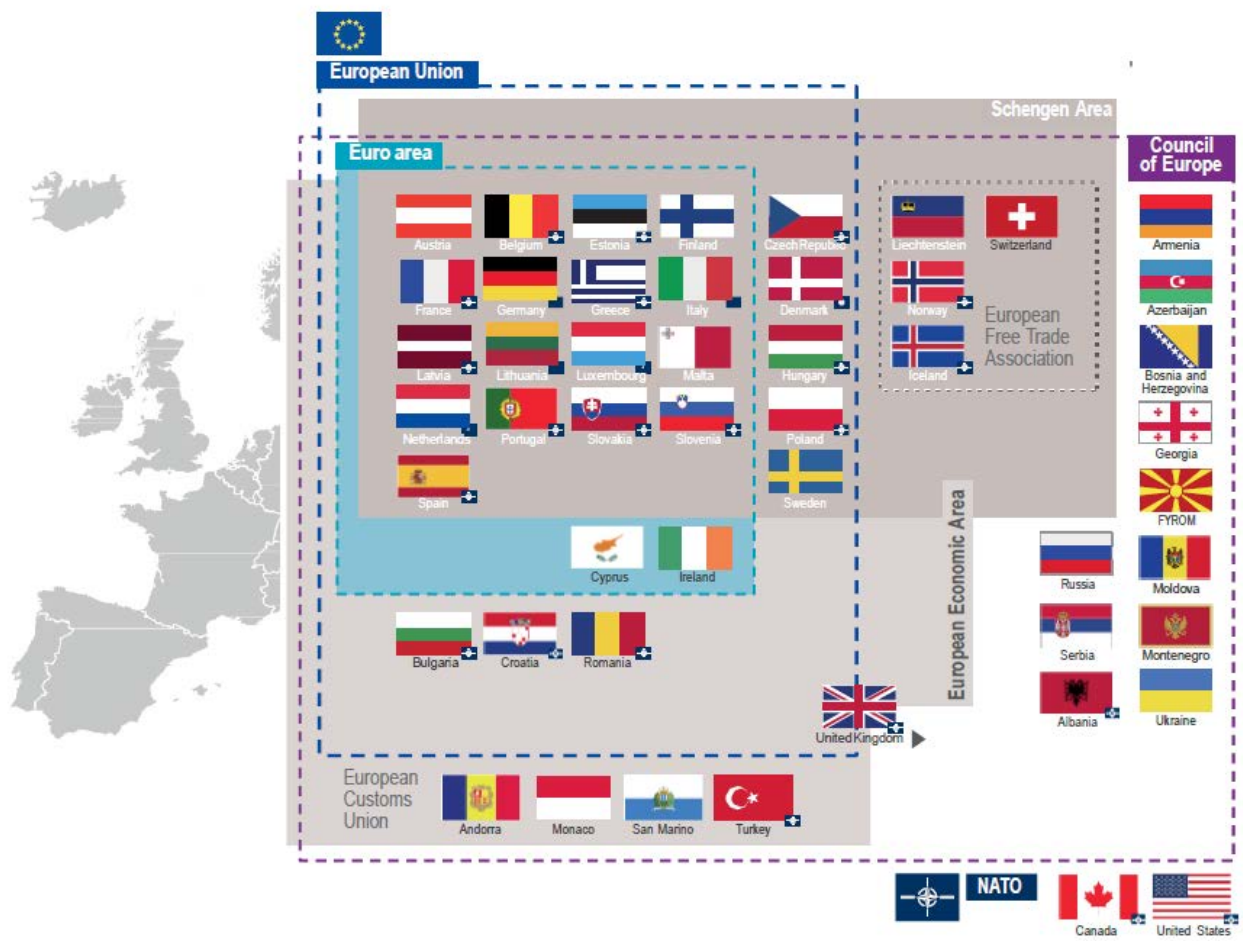 European Union
Schengen Area
Euro area
Council
of Europe
Austria
Belgium
Estonia
Finland
Czech Republic
Liechtenstein
Switzerland
Armenia
France
Germany
Greece
Italy
Denmark
Norway
European
Free Trade
Association
Azerbaijan
Latvia
Lithuania
Luxembourg
Malta
Hungary
Iceland
Bosnia and
Herzegovina
Netherlands
Portugal
Slovakia
Slovenia
Poland
Georgia
Spain
Sweden
European Economic Area
FYROM
Cyprus
Ireland
Russia
Moldova
Bulgaria
Croatia
Romania
Serbia
Montenegro
United Kingdom
Albania
Ukraine
European
Customs
Union
Andorra
Monaco
San Marino
Turkey
NATO
Canada
United States